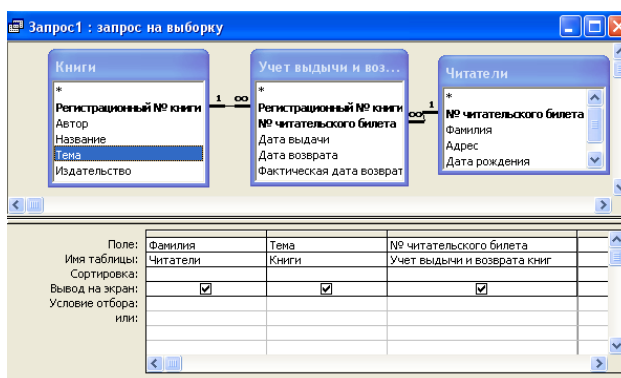 Запрос1 : запрос на выборку
Книги
*
Регистрационный № книги
Автор
Название
Тема
Издательство
1 ∞
Учет выдычи и воз...
*
Регистрационный № книги
№ читательского билета
Дата выдачи
Дата возврата
Фактическая дата возврат
∞ 1
Читатели
*
№ читательского билета
Фамилия
Адрес
Дата рождения
Поле: Фамилия Тема № читательского билета
Имя таблицы: Читатели Книги Учет выдычи и возврата книг
Сортировка:
Вывод на экран:
Условие отбора:
или: